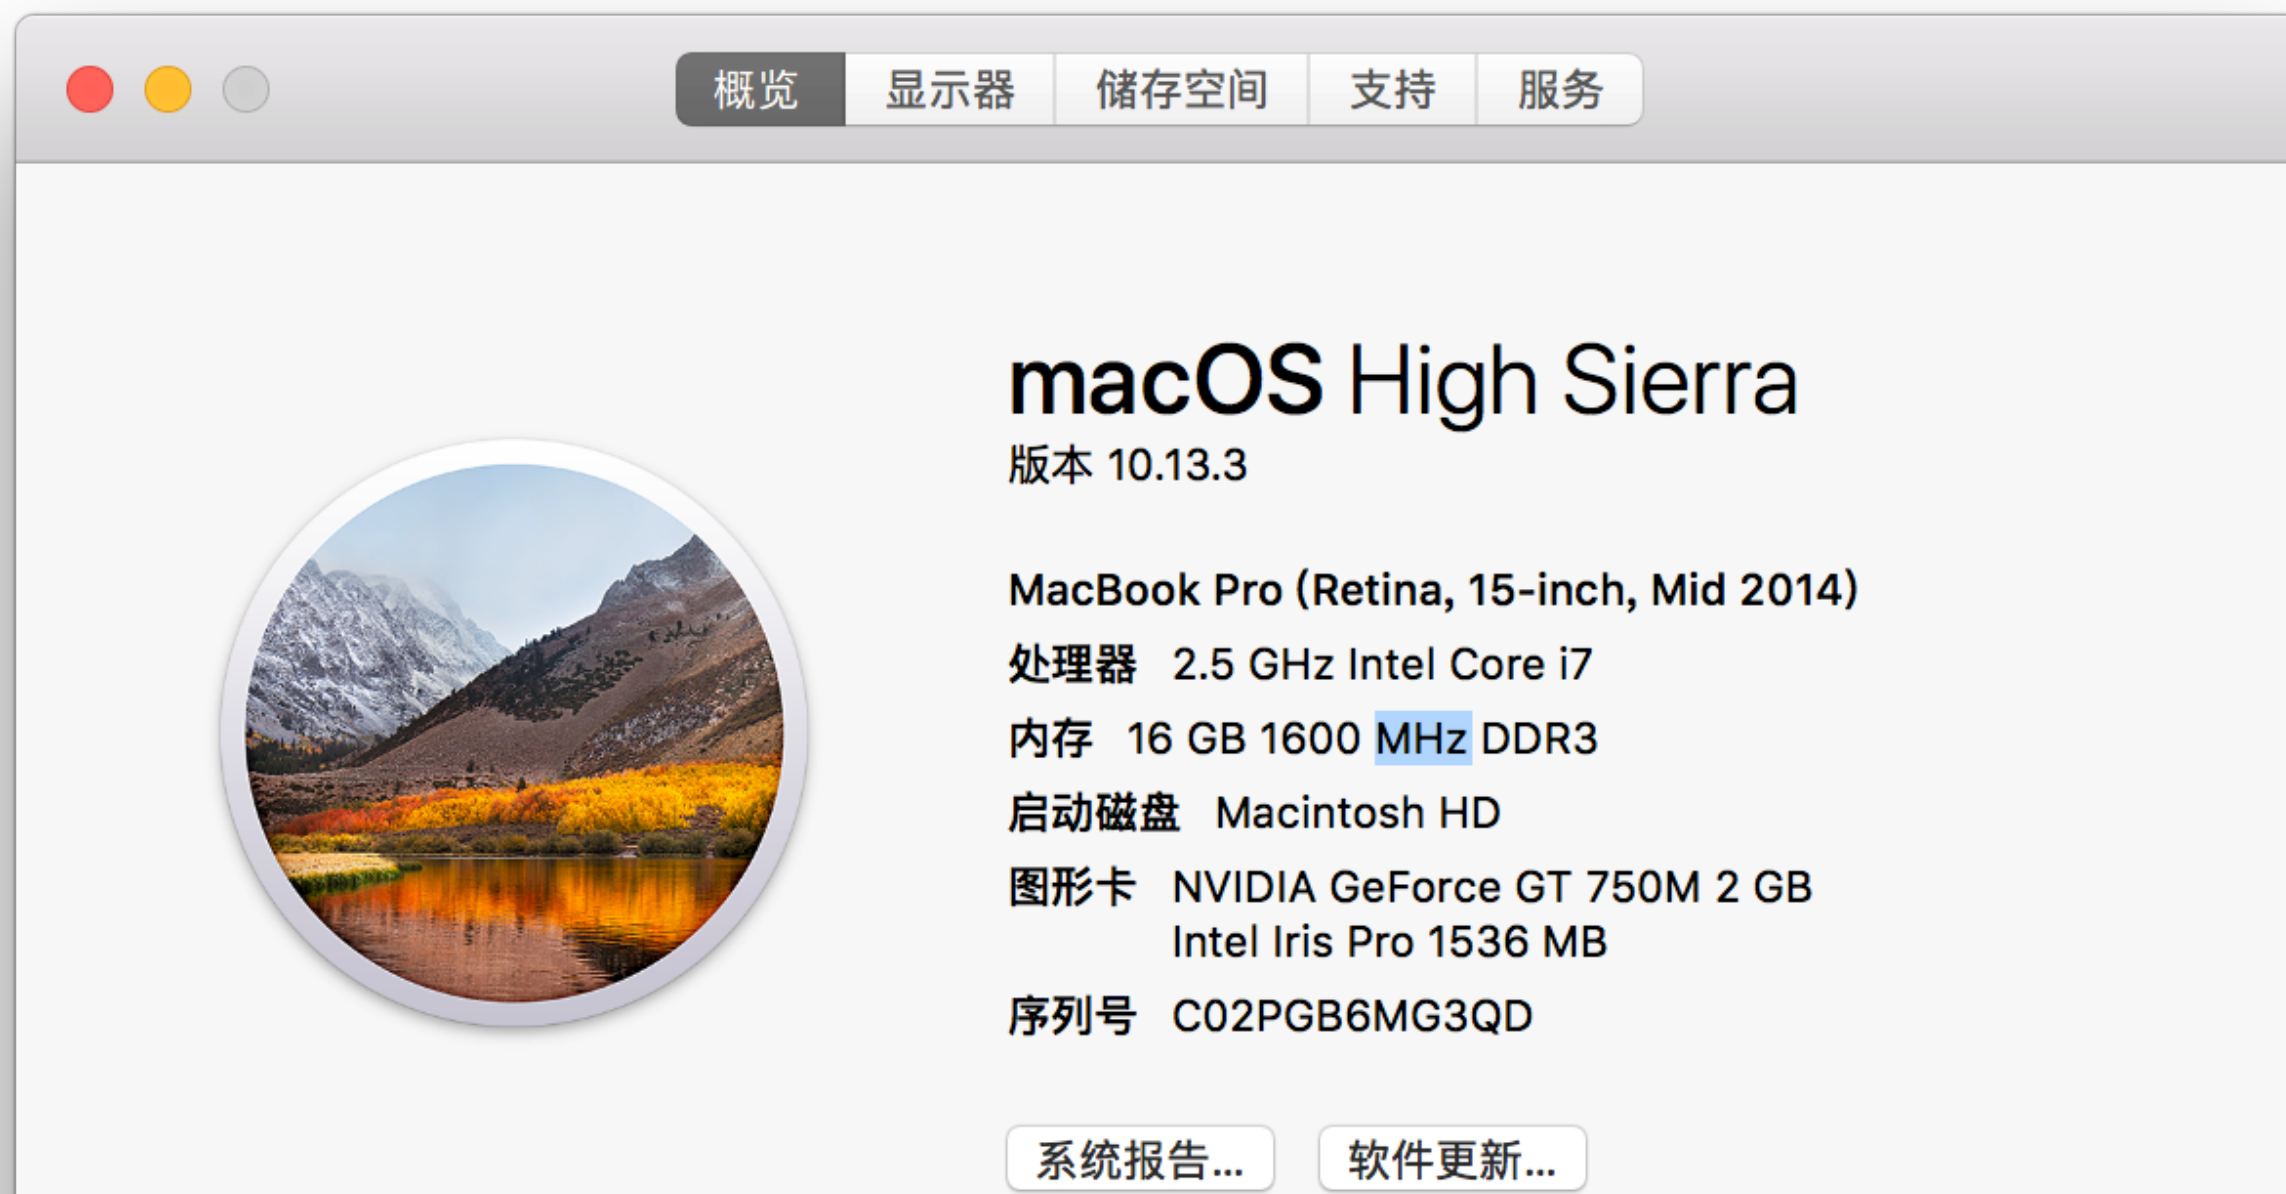 概览 显示器 储存空间 支持 服务
macOS High Sierra
版本 10.13.3
MacBook Pro (Retina, 15-inch, Mid 2014)
处理器 2.5 GHz Intel Core i7
内存 16 GB 1600 MHz DDR3
启动磁盘 Macintosh HD
图形卡 NVIDIA GeForce GT 750M 2 GB
Intel Iris Pro 1536 MB
序列号 C02PGB6MG3QD
系统报告... 软件更新...